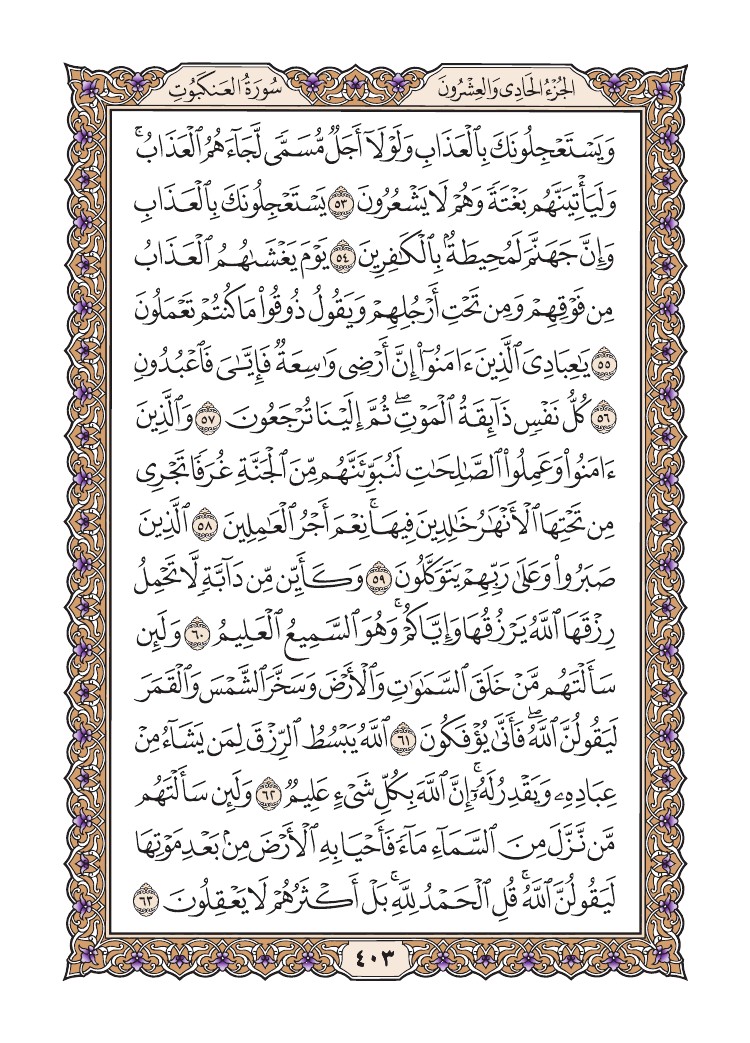 الجُزْءُ الحَادِى وَالعِشْرُونَ
سُورَةُ العَنكَبُوتِ
وَيَسْتَعْجِلُونَكَ بِٱلْعَذَابِ وَلَوْلَآ أَجَلٌ مُّسَمًّى لَّجَآءَهُمُ ٱلْعَذَابُ ۚ
وَلَيَأْتِيَنَّهُم بَغْتَةً وَهُمْ لَا يَشْعُرُونَ ٥٣ يَسْتَعْجِلُونَكَ بِٱلْعَذَابِ
وَإِنَّ جَهَنَّمَ لَمُحِيطَةٌۢ بِٱلْكَـٰفِرِينَ ٥٤ يَوْمَ يَغْشَىٰهُمُ ٱلْعَذَابُ
مِن فَوْقِهِمْ وَمِن تَحْتِ أَرْجُلِهِمْ وَيَقُولُ ذُوقُوا۟ مَا كُنتُمْ تَعْمَلُونَ
٥٥ يَـٰعِبَادِىَ ٱلَّذِينَ ءَامَنُوٓا۟ إِنَّ أَرْضِى وَٰسِعَةٌ فَإِيَّـٰىَ فَٱعْبُدُونِ
٥٦ كُلُّ نَفْسٍ ذَآئِقَةُ ٱلْمَوْتِ ۖ ثُمَّ إِلَيْنَا تُرْجَعُونَ ٥٧ وَٱلَّذِينَ
ءَامَنُوا۟ وَعَمِلُوا۟ ٱلصَّـٰلِحَـٰتِ لَنُبَوِّئَنَّهُم مِّنَ ٱلْجَنَّةِ غُرَفًا تَجْرِى
مِن تَحْتِهَا ٱلْأَنْهَـٰرُ خَـٰلِدِينَ فِيهَا ۚ نِعْمَ أَجْرُ ٱلْعَـٰمِلِينَ ٥٨ ٱلَّذِينَ
صَبَرُوا۟ وَعَلَىٰ رَبِّهِمْ يَتَوَكَّلُونَ ٥٩ وَكَأَيِّن مِّن دَآبَّةٍ لَّا تَحْمِلُ
رِزْقَهَا ٱللَّهُ يَرْزُقُهَا وَإِيَّاكُمْ ۚ وَهُوَ ٱلسَّمِيعُ ٱلْعَلِيمُ ٦٠ وَلَئِن
سَأَلْتَهُم مَّنْ خَلَقَ ٱلسَّمَـٰوَٰتِ وَٱلْأَرْضَ وَسَخَّرَ ٱلشَّمْسَ وَٱلْقَمَرَ
لَيَقُولُنَّ ٱللَّهُ ۖ فَأَنَّىٰ يُؤْفَكُونَ ٦١ ٱللَّهُ يَبْسُطُ ٱلرِّزْقَ لِمَن يَشَآءُ مِنْ
عِبَادِهِۦ وَيَقْدِرُ لَهُۥٓ ۚ إِنَّ ٱللَّهَ بِكُلِّ شَىْءٍ عَلِيمٌ ٦٢ وَلَئِن سَأَلْتَهُم
مَّن نَّزَّلَ مِنَ ٱلسَّمَآءِ مَآءً فَأَحْيَا بِهِ ٱلْأَرْضَ مِنۢ بَعْدِ مَوْتِهَا
لَيَقُولُنَّ ٱللَّهُ ۚ قُلِ ٱلْحَمْدُ لِلَّهِ ۚ بَلْ أَكْثَرُهُمْ لَا يَعْقِلُونَ ٦٣
٤٠٣